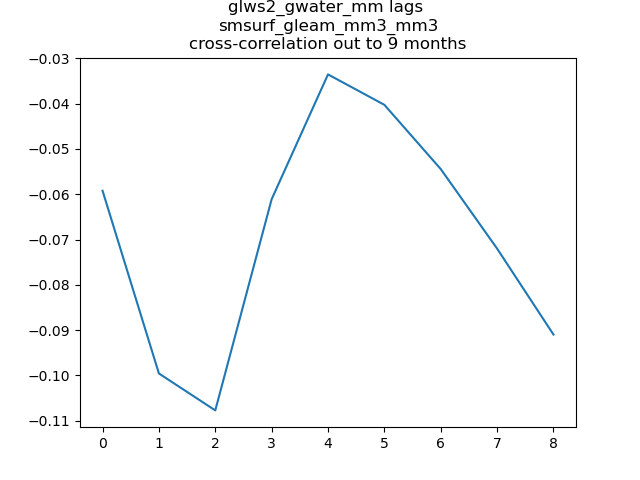 glws2_gwater_mm lags
smsurf_gleam_mm3_mm3
cross-correlation out to 9 months
−0.03
−0.04
−0.05
−0.06
−0.07
−0.08
−0.09
−0.10
−0.11
0 1 2 3 4 5 6 7 8